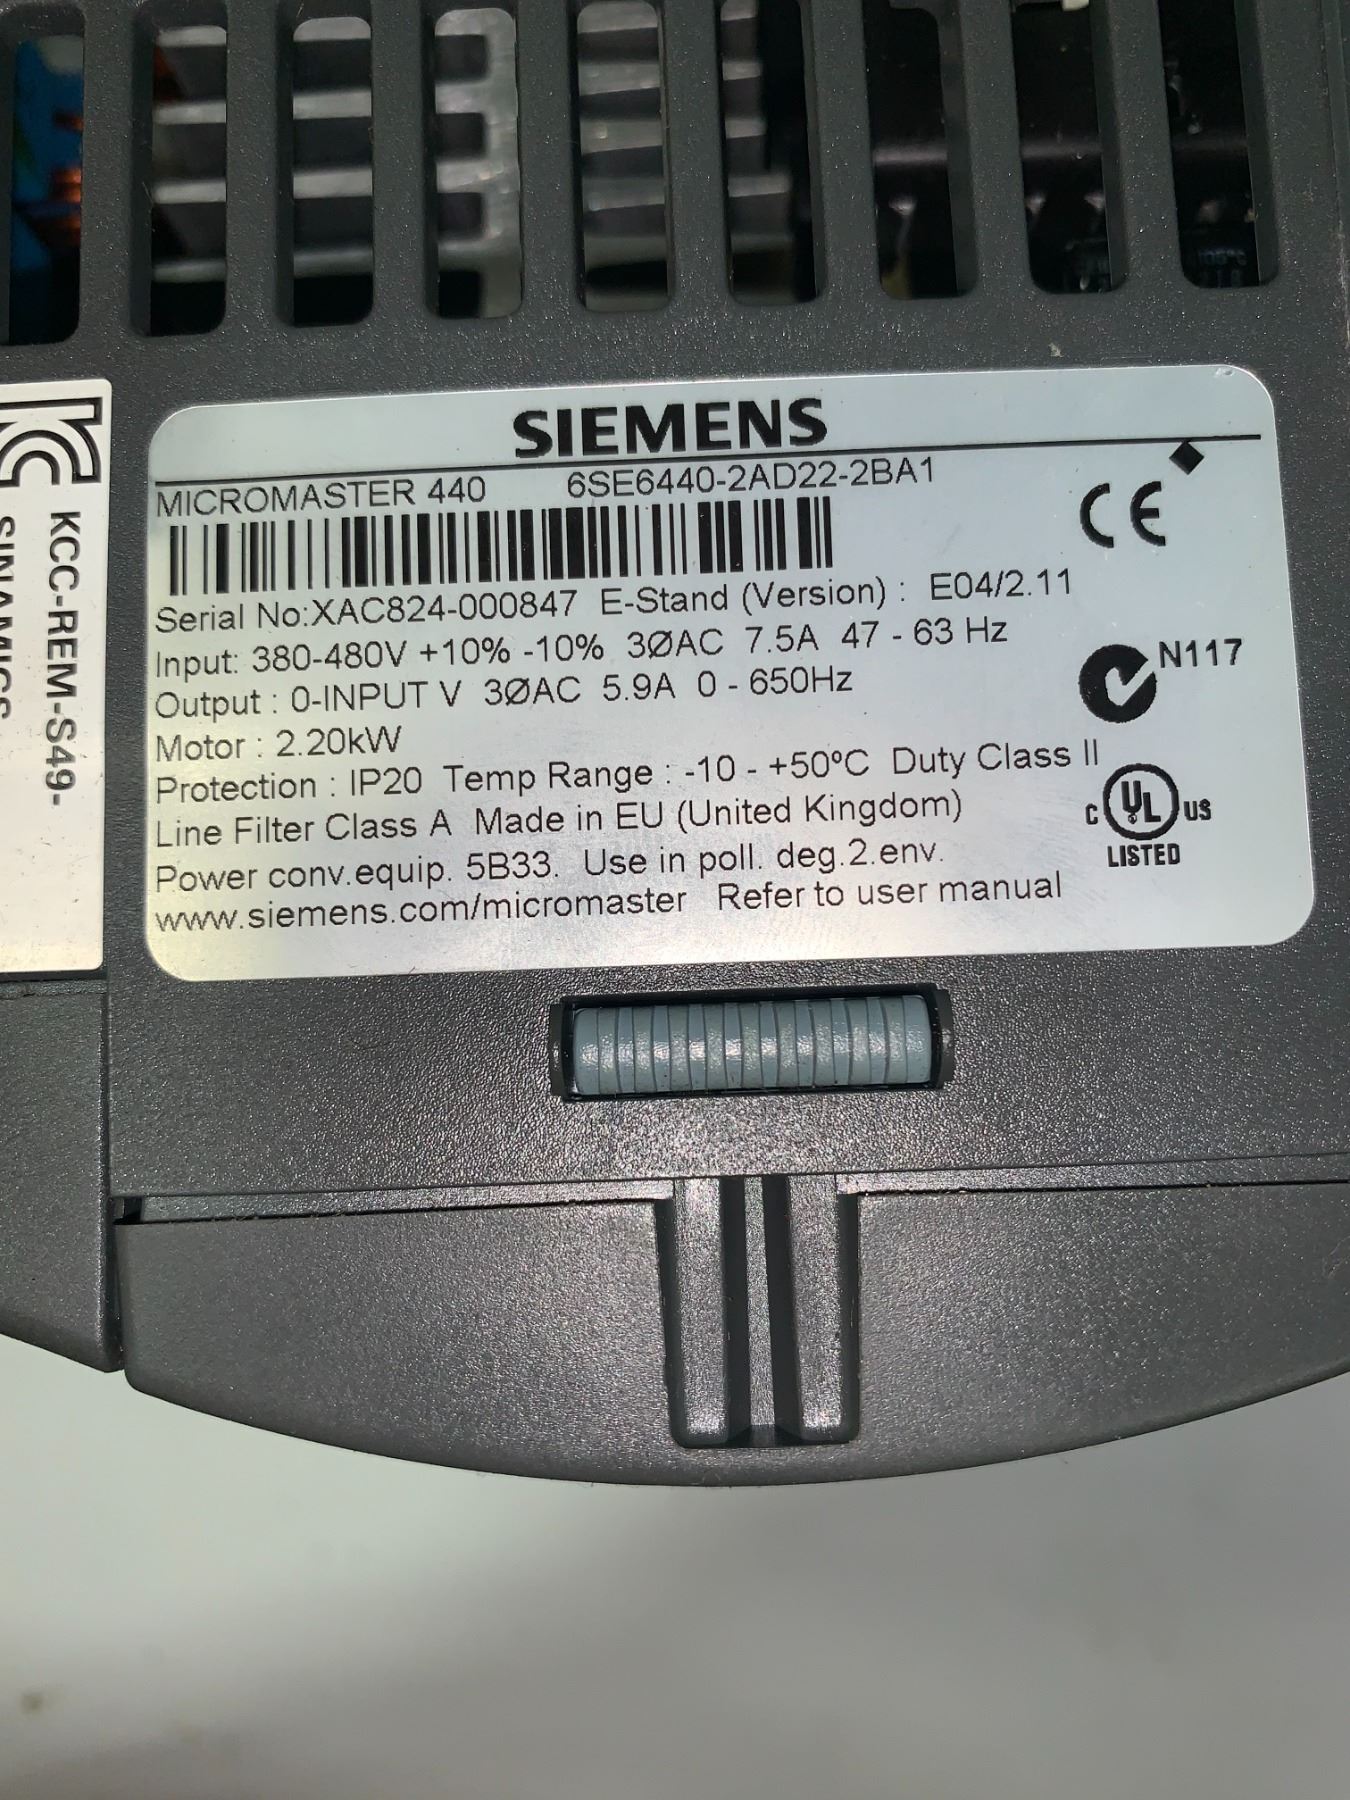 SIEMENS
MICROMASTER 440 6SE6440-2AD22-2BA1
Serial No:XAC824-000847 E-Stand (Version) : E04/2.11
Input: 380-480V +10% -10% 3ØAC 7.5A 47 - 63 Hz
Output : 0-INPUT V 3ØAC 5.9A 0 - 650Hz
Motor : 2.20kW
Protection : IP20 Temp Range : -10 - +50ºC Duty Class II
Line Filter Class A Made in EU (United Kingdom)
Power conv.equip. 5B33. Use in poll. deg.2.env.
www.siemens.com/micromaster Refer to user manual
CE
N117
C UL US
LISTED
KCC-REM-S49-
SINAMICS
105°C